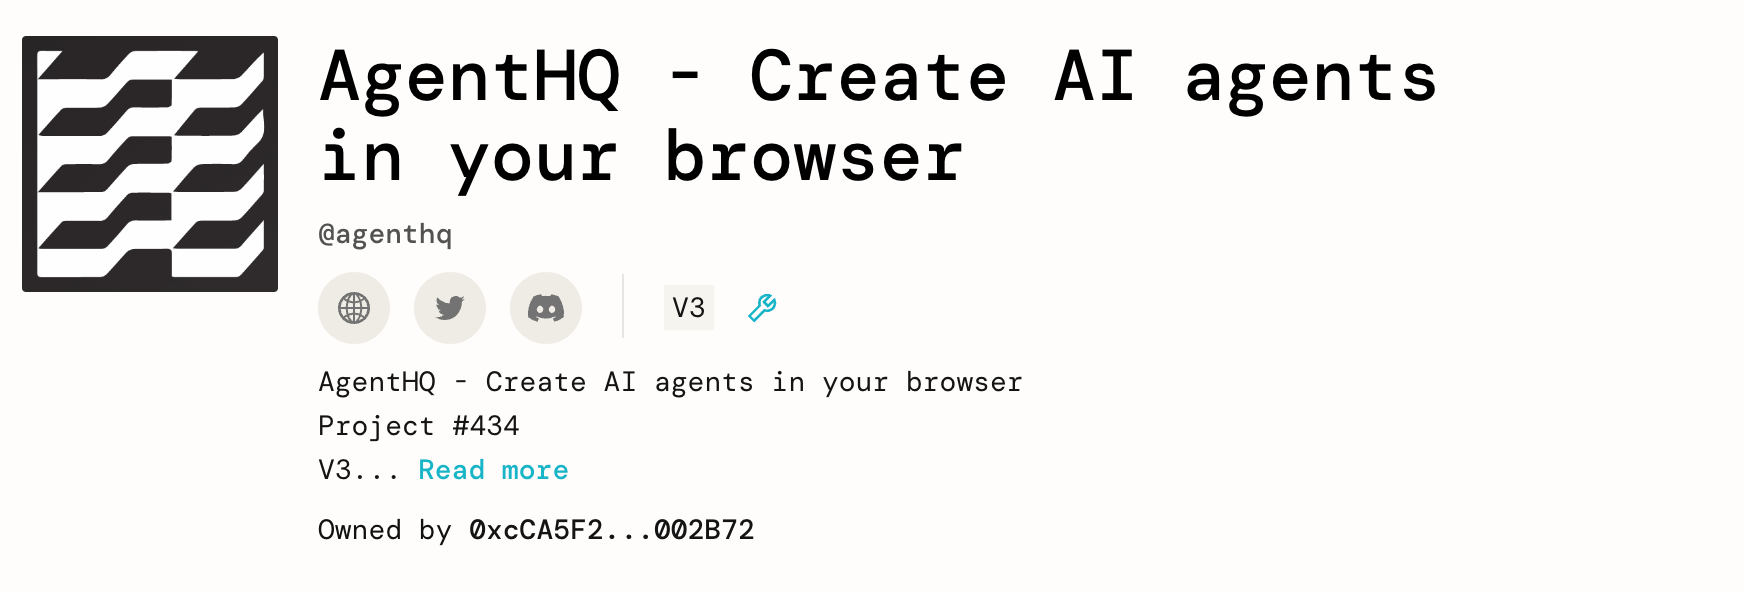 AgentHQ - Create AI agents
in your browser
@agenthq
V3
AgentHQ - Create AI agents in your browser
Project #434
V3... Read more
Owned by 0xcCA5F2...002B72